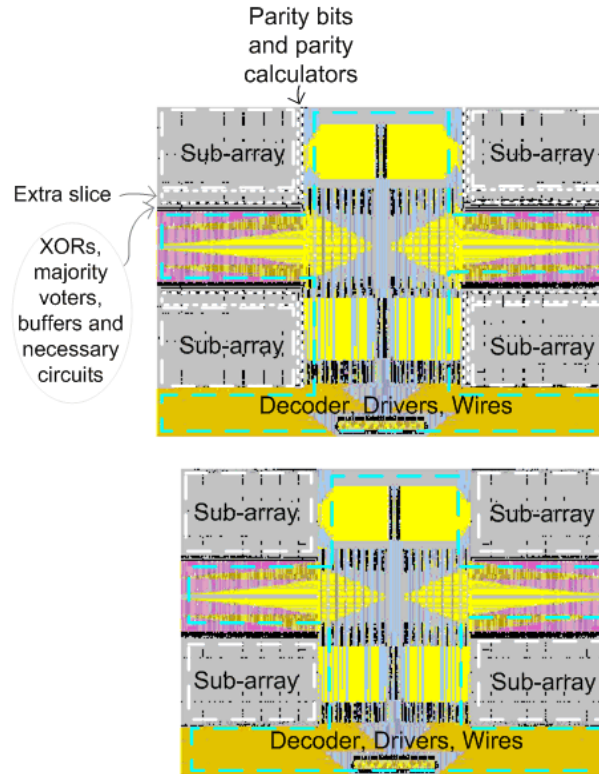 Parity bits
and parity
calculators
Sub-array
Sub-array
Extra slice
XORs,
majority
voters,
buffers and
necessary
circuits
Sub-array
Sub-array
Decoder, Drivers, Wires
Sub-array
Sub-array
Sub-array
Sub-array
Decoder, Drivers, Wires